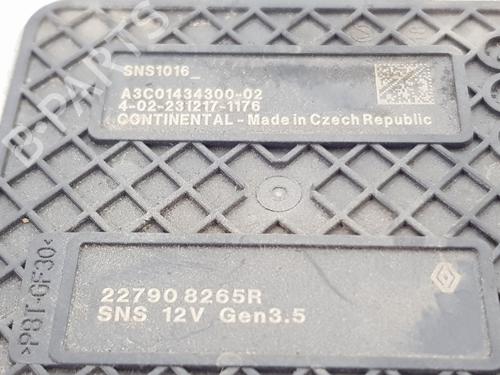 SNS1016_
A3C01434300-02
4-02-23I217-1176
CONTINENTAL - Made in Czech Republic
>PBT-GF30<
22790 8265R
SNS 12V Gen3.5
B-PARTS